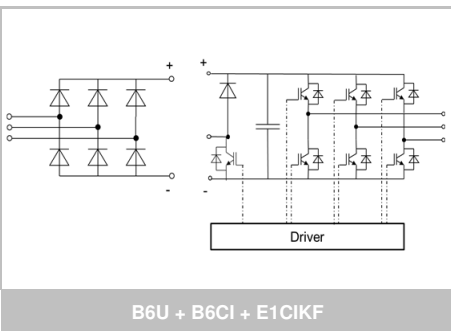 +
+
-
-
Driver
B6U + B6CI + E1CIKF